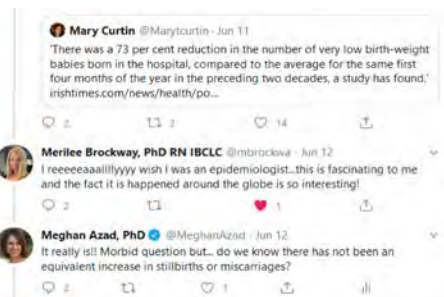 Mary Curtin @Marytcurtin · Jun 11
'There was a 73 per cent reduction in the number of very low birth-weight
babies born in the hospital, compared to the average for the same first
four months of the year in the preceding two decades, a study has found.'
irishtimes.com/news/health/po...
2 2 14
Merilee Brockway, PhD RN IBCLC @mbrockwa · Jun 12
I reeeeeaaallllyyyy wish I was an epidemiologist...this is fascinating to me
and the fact it is happened around the globe is so interesting!
2 1
Meghan Azad, PhD @MeghanAzad · Jun 12
It really is!! Morbid question but... do we know there has not been an
equivalent increase in stillbirths or miscarriages?
2 1